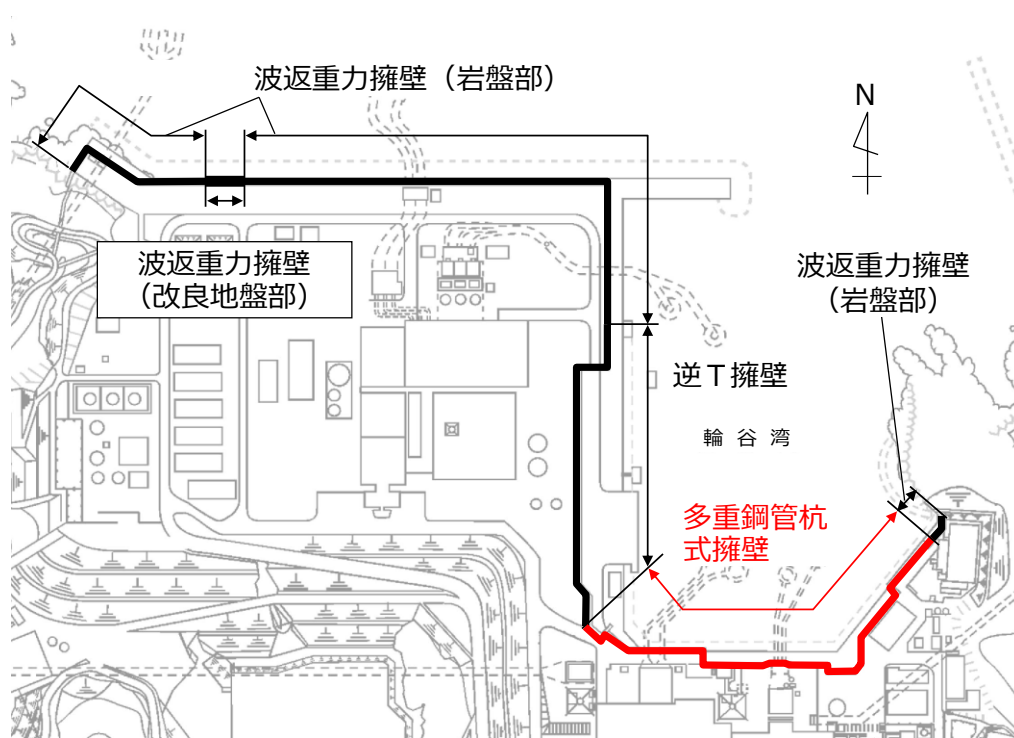 波返重力擁壁（岩盤部）
N
波返重力擁壁
（改良地盤部）
波返重力擁壁
（岩盤部）
逆Ｔ擁壁
輪谷湾
多重鋼管杭
式擁壁